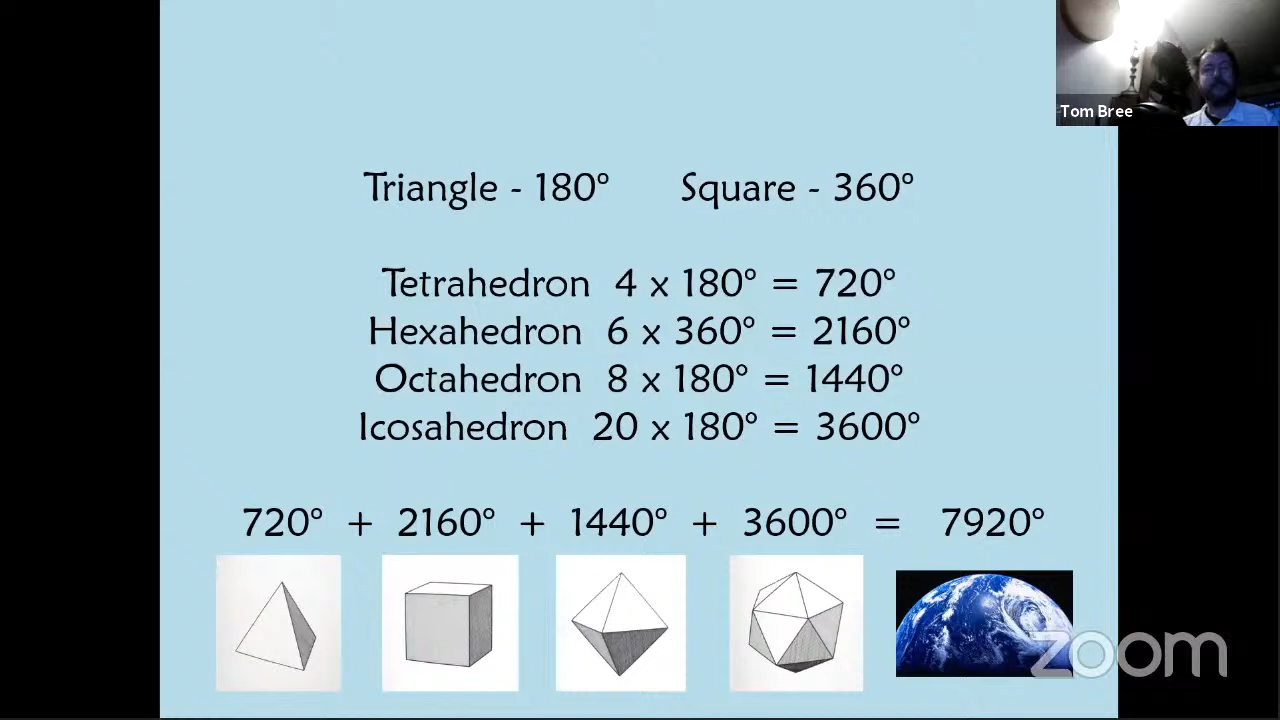 Tom Bree
Triangle - 180° Square - 360°
Tetrahedron 4 x 180° = 720°
Hexahedron 6 x 360° = 2160°
Octahedron 8 x 180° = 1440°
Icosahedron 20 x 180° = 3600°
720° + 2160° + 1440° + 3600° = 7920°
zoom